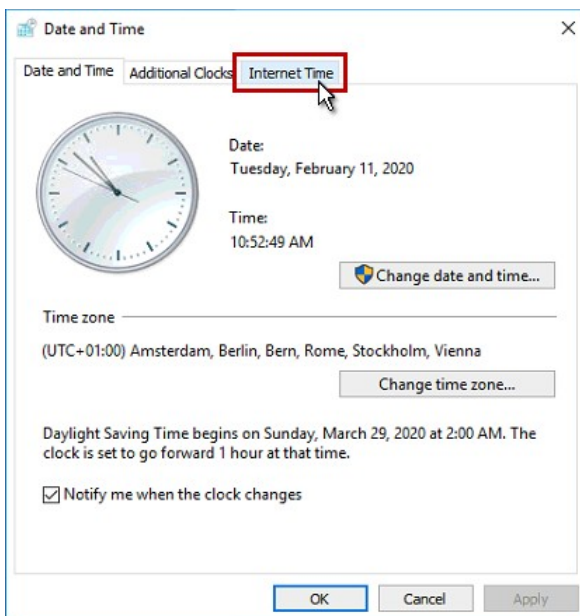 Date and Time
Date and Time
Additional Clocks
Internet Time
Date:
Tuesday, February 11, 2020
Time:
10:52:49 AM
Change date and time...
Time zone
(UTC+01:00) Amsterdam, Berlin, Bern, Rome, Stockholm, Vienna
Change time zone...
Daylight Saving Time begins on Sunday, March 29, 2020 at 2:00 AM. The
clock is set to go forward 1 hour at that time.
Notify me when the clock changes
OK
Cancel
Apply